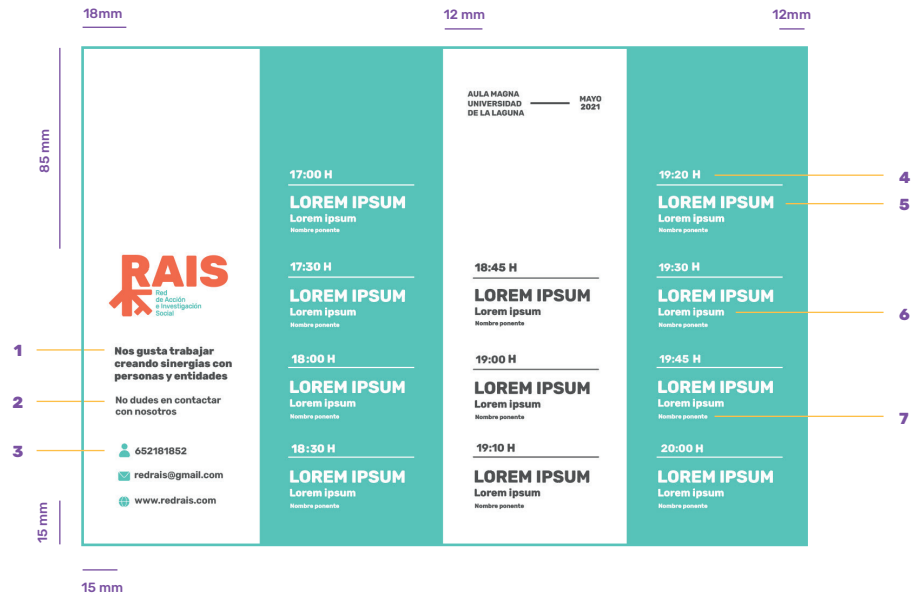 18mm
12 mm
12mm
85 mm
15 mm
15 mm
RAIS
Red
de Acción
e Investigación
Social
1
Nos gusta trabajar
creando sinergias con
personas y entidades
2
No dudes en contactar
con nosotros
3
652181852
redrais@gmail.com
www.redrais.com
17:00 H
LOREM IPSUM
Lorem ipsum
Nombre ponente
17:30 H
LOREM IPSUM
Lorem ipsum
Nombre ponente
18:00 H
LOREM IPSUM
Lorem ipsum
Nombre ponente
18:30 H
LOREM IPSUM
Lorem ipsum
Nombre ponente
AULA MAGNA
UNIVERSIDAD
DE LA LAGUNA
MAYO
2021
18:45 H
LOREM IPSUM
Lorem ipsum
Nombre ponente
19:00 H
LOREM IPSUM
Lorem ipsum
Nombre ponente
19:10 H
LOREM IPSUM
Lorem ipsum
Nombre ponente
19:20 H
LOREM IPSUM
Lorem ipsum
Nombre ponente
19:30 H
LOREM IPSUM
Lorem ipsum
Nombre ponente
19:45 H
LOREM IPSUM
Lorem ipsum
Nombre ponente
20:00 H
LOREM IPSUM
Lorem ipsum
Nombre ponente
4
5
6
7